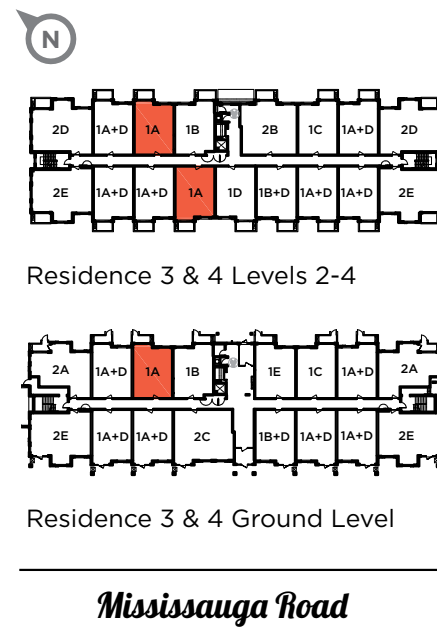 N
2D 1A+D 1A 1B 2B 1C 1A+D 2D
2E 1A+D 1A+D 1A 1D 1B+D 1A+D 1A+D 2E
Residence 3 & 4 Levels 2-4
2A 1A+D 1A 1B 1E 1C 1A+D 2A
2E 1A+D 1A+D 2C 1B+D 1A+D 1A+D 2E
Residence 3 & 4 Ground Level
Mississauga Road